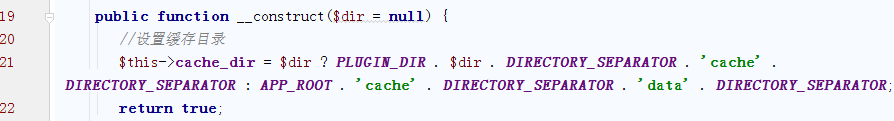 19 public function __construct($dir = null) {
20 //设置缓存目录
21 $this->cache_dir = $dir ? PLUGIN_DIR . $dir . DIRECTORY_SEPARATOR . 'cache' .
DIRECTORY_SEPARATOR : APP_ROOT . 'cache' . DIRECTORY_SEPARATOR . 'data' . DIRECTORY_SEPARATOR;
22 return true;